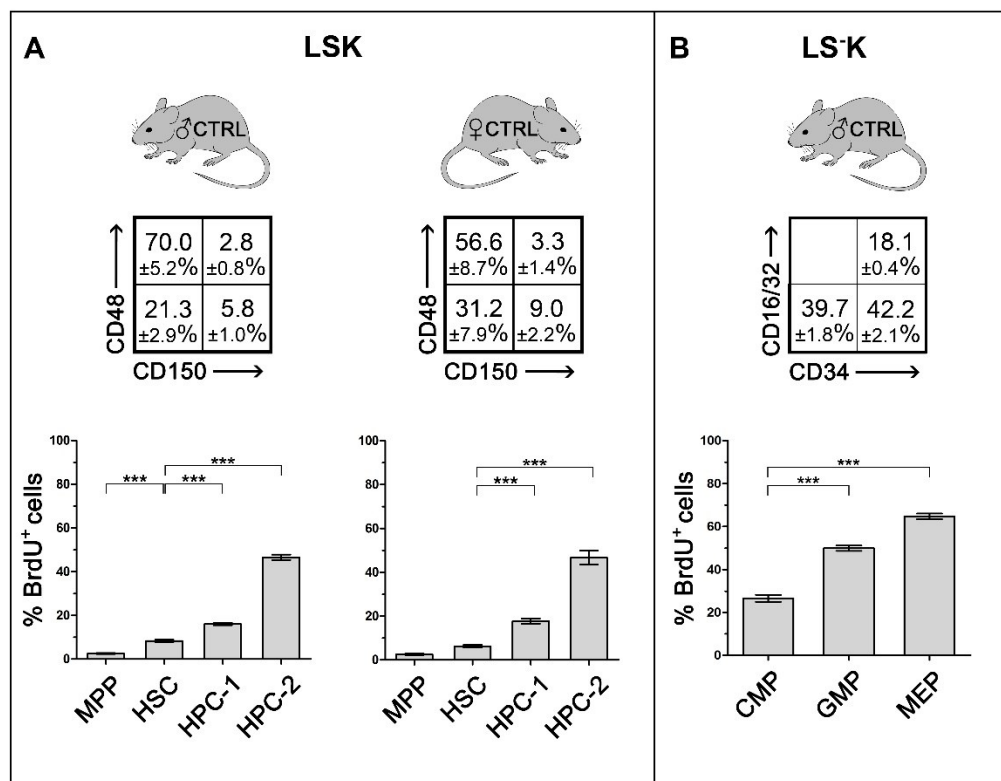 A
LSK
♂CTRL
♀CTRL
CD48
70.0
±5.2%
2.8
±0.8%
21.3
±2.9%
5.8
±1.0%
CD150
CD48
56.6
±8.7%
3.3
±1.4%
31.2
±7.9%
9.0
±2.2%
CD150
% BrdU⁺ cells
100
80
60
40
20
0
***
***
***
MPP
HSC
HPC-1
HPC-2
100
80
60
40
20
0
***
***
MPP
HSC
HPC-1
HPC-2
B
LS⁻K
♂CTRL
CD16/32
18.1
±0.4%
39.7
±1.8%
42.2
±2.1%
CD34
% BrdU⁺ cells
100
80
60
40
20
0
***
***
CMP
GMP
MEP